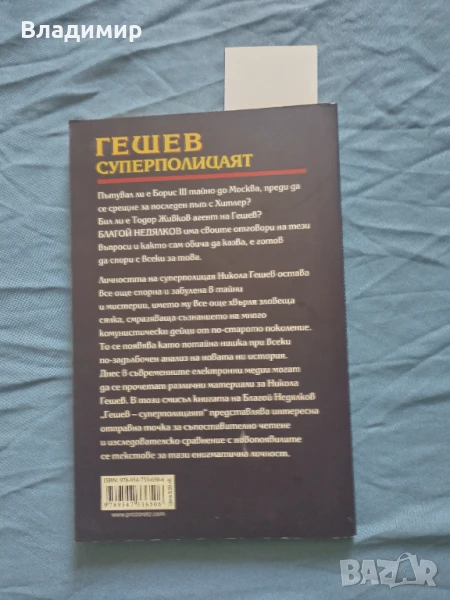 Владимир
ГЕШЕВ
СУПЕРПОЛИЦАЯТ
Пътувал ли е Борис III тайно до Москва, преди да
се срещне за последен път с Хитлер?
Бил ли е Тодор Живков агент на Гешев?
БЛАГОЙ НЕДЯЛКОВ има своите отговори на тези
въпроси и както сам обича да казва, е готов
да спори с всеки за това.
Личността на суперполицая Никола Гешев остава
все още спорна и забулена в тайни
и мистерии, името му все още хвърля зловеща
сянка, смразяваща съзнанието на много
комунистически дейци от по-старото поколение.
То се появява като потайна нишка при всеки
по-задълбочен анализ на новата ни история.
Днес в съвременните електронни медии могат
да се прочетат различни материали за Никола
Гешев. В този смисъл книгата на Благой Недялков
„Гешев – суперполицаят" представлява интересна
отправна точка за съпоставително четене
и изследователско сравнение с новопоявилите
се текстове за тази енигматична личност.
BAZAR